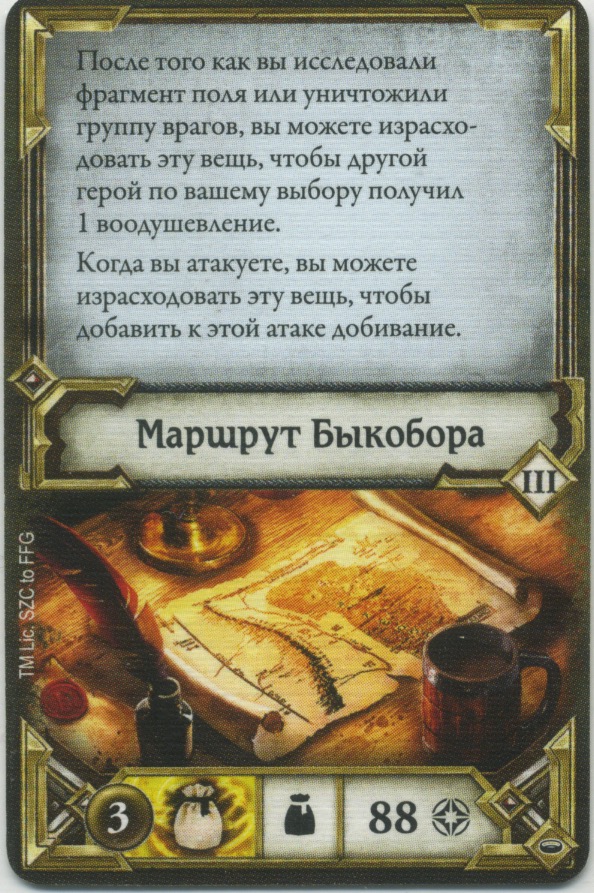 После того как вы исследовали
фрагмент поля или уничтожили
группу врагов, вы можете израсхо-
довать эту вещь, чтобы другой
герой по вашему выбору получил
1 воодушевление.
Когда вы атакуете, вы можете
израсходовать эту вещь, чтобы
добавить к этой атаке добивание.
Маршрут Быкобора
III
TM Lic. SZC to FFG
3
88